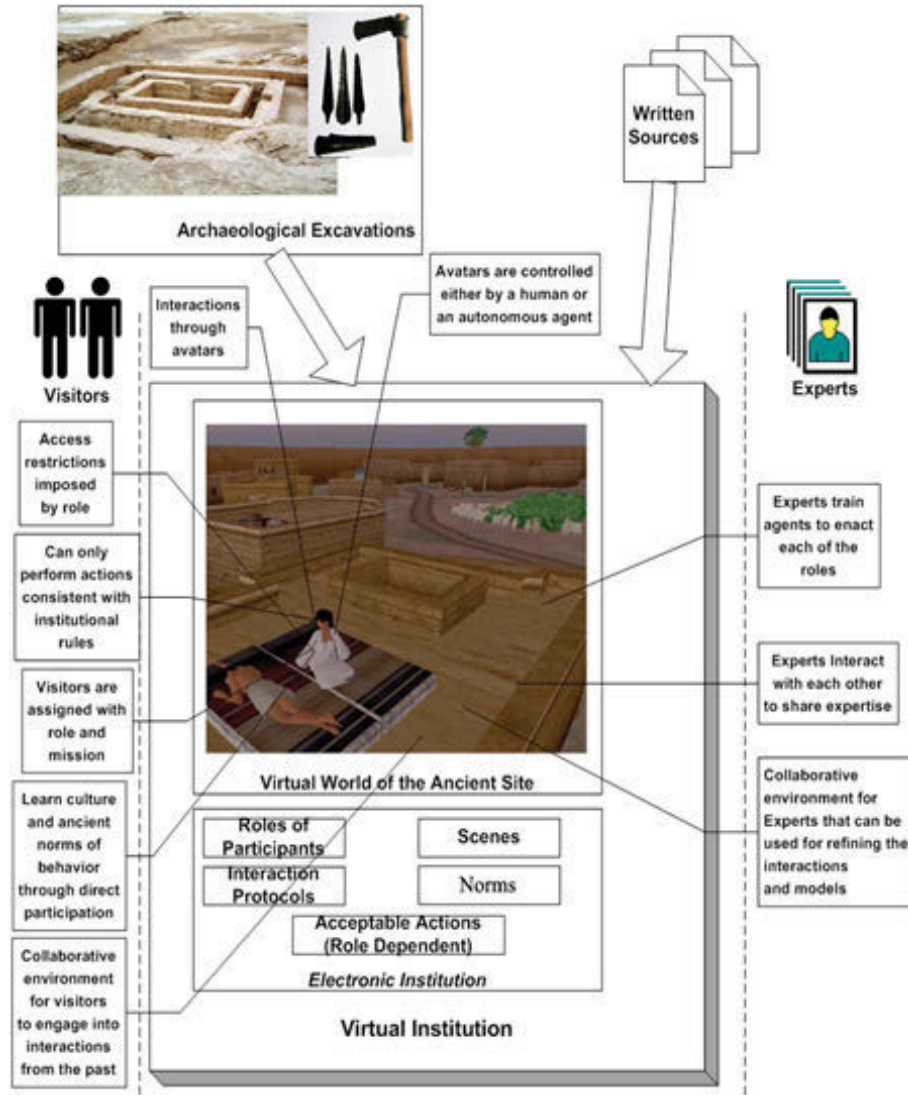 Written
Sources
Archaeological Excavations
Avatars are controlled
either by a human or
an autonomous agent
Interactions
through
avatars
Visitors
Experts
Access
restrictions
imposed
by role
Can only
perform actions
consistent with
institutional
rules
Visitors are
assigned with
role and
mission
Learn culture
and ancient
norms of
behavior
through direct
participation
Collaborative
environment
for visitors
to engage into
interactions
from the past
Experts train
agents to enact
each of the
roles
Experts Interact
with each other
to share expertise
Collaborative
environment for
Experts that can be
used for refining the
interactions
and models
Virtual World of the Ancient Site
Roles of
Participants
Scenes
Interaction
Protocols
Norms
Acceptable Actions
(Role Dependent)
Electronic Institution
Virtual Institution